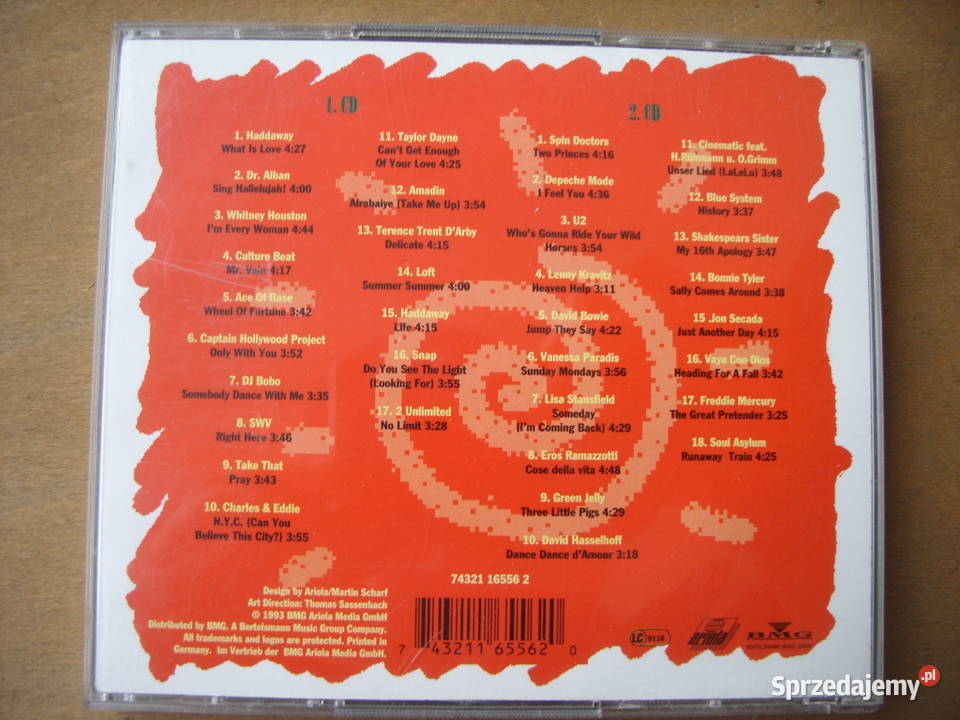 1. CD
1. Haddaway
What Is Love 4:27
2. Dr. Alban
Sing Hallelujah! 4:00
3. Whitney Houston
I'm Every Woman 4:44
4. Culture Beat
Mr. Vain 4:17
5. Ace Of Base
Wheel Of Fortune 3:42
6. Captain Hollywood Project
Only With You 3:52
7. DJ Bobo
Somebody Dance With Me 3:35
8. SWV
Right Here 3:46
9. Take That
Pray 3:43
10. Charles & Eddie
N.Y.C. (Can You
Believe This City?) 3:55
11. Taylor Dayne
Can't Get Enough
Of Your Love 4:25
12. Amadin
Alrabaiye (Take Me Up) 3:54
13. Terence Trent D'Arby
Delicate 4:15
14. Loft
Summer Summer 4:00
15. Haddaway
Life 4:15
16. Snap
Do You See The Light
(Looking For) 3:55
17. 2 Unlimited
No Limit 3:28
2. CD
1. Spin Doctors
Two Princes 4:16
2. Depeche Mode
I Feel You 4:36
3. U2
Who's Gonna Ride Your Wild
Horses 3:54
4. Lenny Kravitz
Heaven Help 3:11
5. David Bowie
Jump They Say 4:22
6. Vanessa Paradis
Sunday Mondays 3:56
7. Lisa Stansfield
Someday
(I'm Coming Back) 4:29
8. Eros Ramazzotti
Cose della vita 4:48
9. Green Jelly
Three Little Pigs 4:29
10. David Hasselhoff
Dance Dance d'Amour 3:18
11. Cinematic feat.
H.Rühmann u. O.Grimm
Unser Lied (LaLeLu) 3:48
12. Blue System
History 3:37
13. Shakespears Sister
My 16th Apology 3:47
14. Bonnie Tyler
Sally Comes Around 3:38
15 Jon Secada
Just Another Day 4:15
16. Vaya Con Dios
Heading For A Fall 3:42
17. Freddie Mercury
The Great Pretender 3:25
18. Soul Asylum
Runaway Train 4:25
74321 16556 2
Design by Ariola/Martin Scharf
Art Direction: Thomas Sassenbach
© 1993 BMG Ariola Media GmbH
Distributed by BMG. A Bertelsmann Music Group Company.
All trademarks and logos are protected. Printed in
Germany. Im Vertrieb der BMG Ariola Media GmbH.
7 43211 65562 0
LC 0116
ariola
BMG
BERTELSMANN MUSIC GROUP
Sprzedajemy.pl